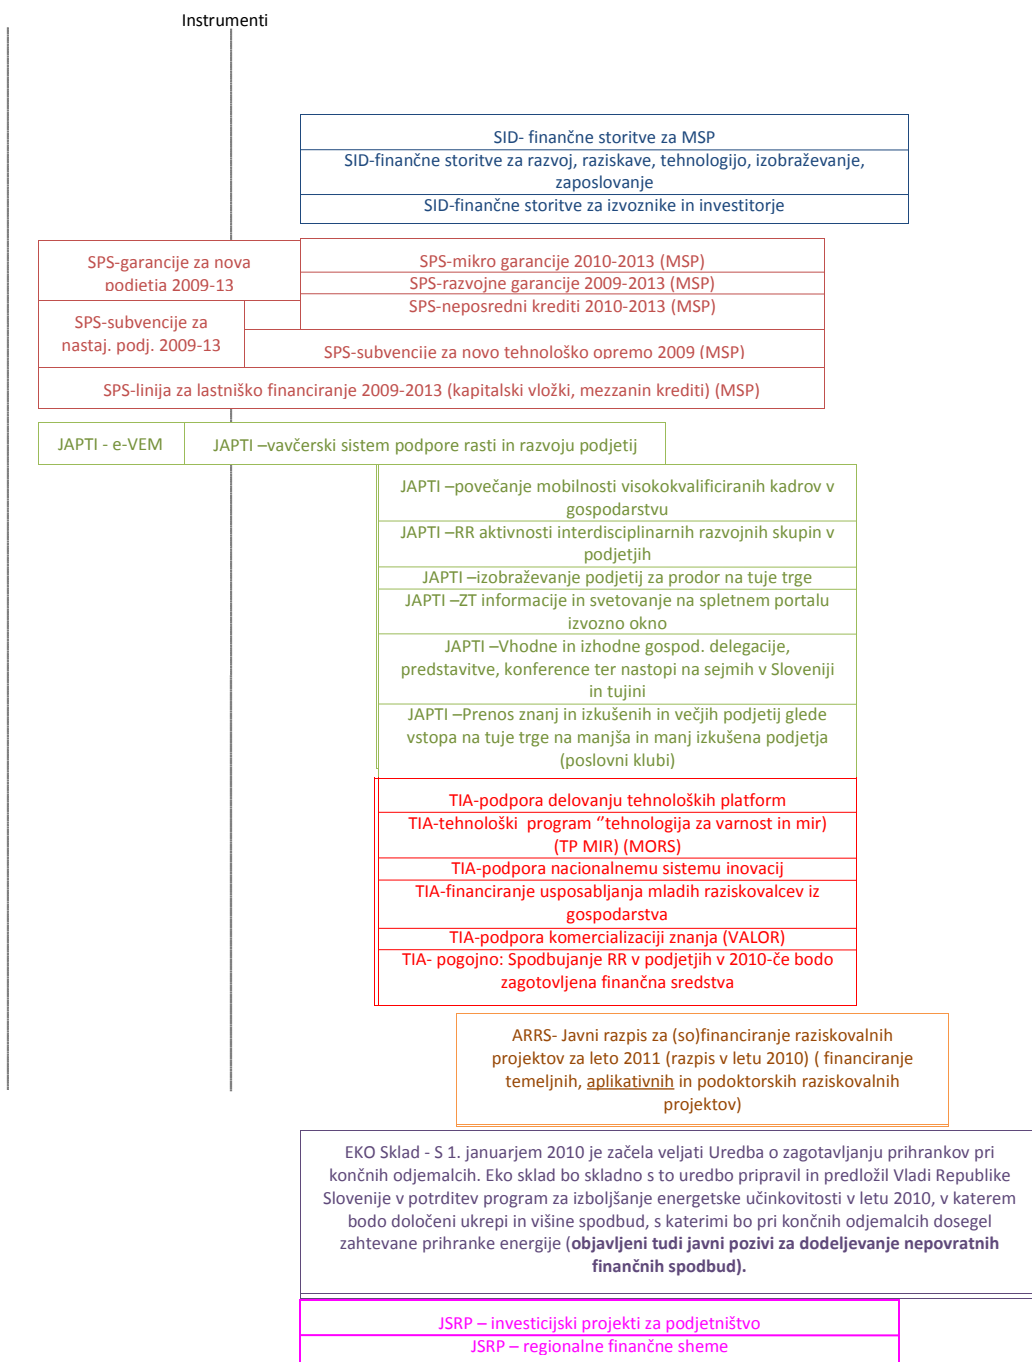 Instrumenti
SID- finančne storitve za MSP
SID-finančne storitve za razvoj, raziskave, tehnologijo, izobraževanje,
zaposlovanje
SID-finančne storitve za izvoznike in investitorje
SPS-garancije za nova
podjetja 2009-13
SPS-mikro garancije 2010-2013 (MSP)
SPS-razvojne garancije 2009-2013 (MSP)
SPS-neposredni krediti 2010-2013 (MSP)
SPS-subvencije za
nastaj. podj. 2009-13
SPS-subvencije za novo tehnološko opremo 2009 (MSP)
SPS-linija za lastniško financiranje 2009-2013 (kapitalski vložki, mezzanin krediti) (MSP)
JAPTI - e-VEM
JAPTI –vavčerski sistem podpore rasti in razvoju podjetij
JAPTI –povečanje mobilnosti visokokvalificiranih kadrov v
gospodarstvu
JAPTI –RR aktivnosti interdisciplinarnih razvojnih skupin v
podjetjih
JAPTI –izobraževanje podjetij za prodor na tuje trge
JAPTI –ZT informacije in svetovanje na spletnem portalu
izvozno okno
JAPTI –Vhodne in izhodne gospod. delegacije,
predstavitve, konference ter nastopi na sejmih v Sloveniji
in tujini
JAPTI –Prenos znanj in izkušenih in večjih podjetij glede
vstopa na tuje trge na manjša in manj izkušena podjetja
(poslovni klubi)
TIA-podpora delovanju tehnoloških platform
TIA-tehnološki  program ‘’tehnologija za varnost in mir)
(TP MIR) (MORS)
TIA-podpora nacionalnemu sistemu inovacij
TIA-financiranje usposabljanja mladih raziskovalcev iz
gospodarstva
TIA-podpora komercializaciji znanja (VALOR)
TIA- pogojno: Spodbujanje RR v podjetjih v 2010-če bodo
zagotovljena finančna sredstva
ARRS- Javni razpis za (so)financiranje raziskovalnih
projektov za leto 2011 (razpis v letu 2010) ( financiranje
temeljnih, aplikativnih in podoktorskih raziskovalnih
projektov)
EKO Sklad - S 1. januarjem 2010 je začela veljati Uredba o zagotavljanju prihrankov pri
končnih odjemalcih. Eko sklad bo skladno s to uredbo pripravil in predložil Vladi Republike
Slovenije v potrditev program za izboljšanje energetske učinkovitosti v letu 2010, v katerem
bodo določeni ukrepi in višine spodbud, s katerimi bo pri končnih odjemalcih dosegel
zahtevane prihranke energije (objavljeni tudi javni pozivi za dodeljevanje nepovratnih
finančnih spodbud).
JSRP – investicijski projekti za podjetništvo
JSRP – regionalne finančne sheme